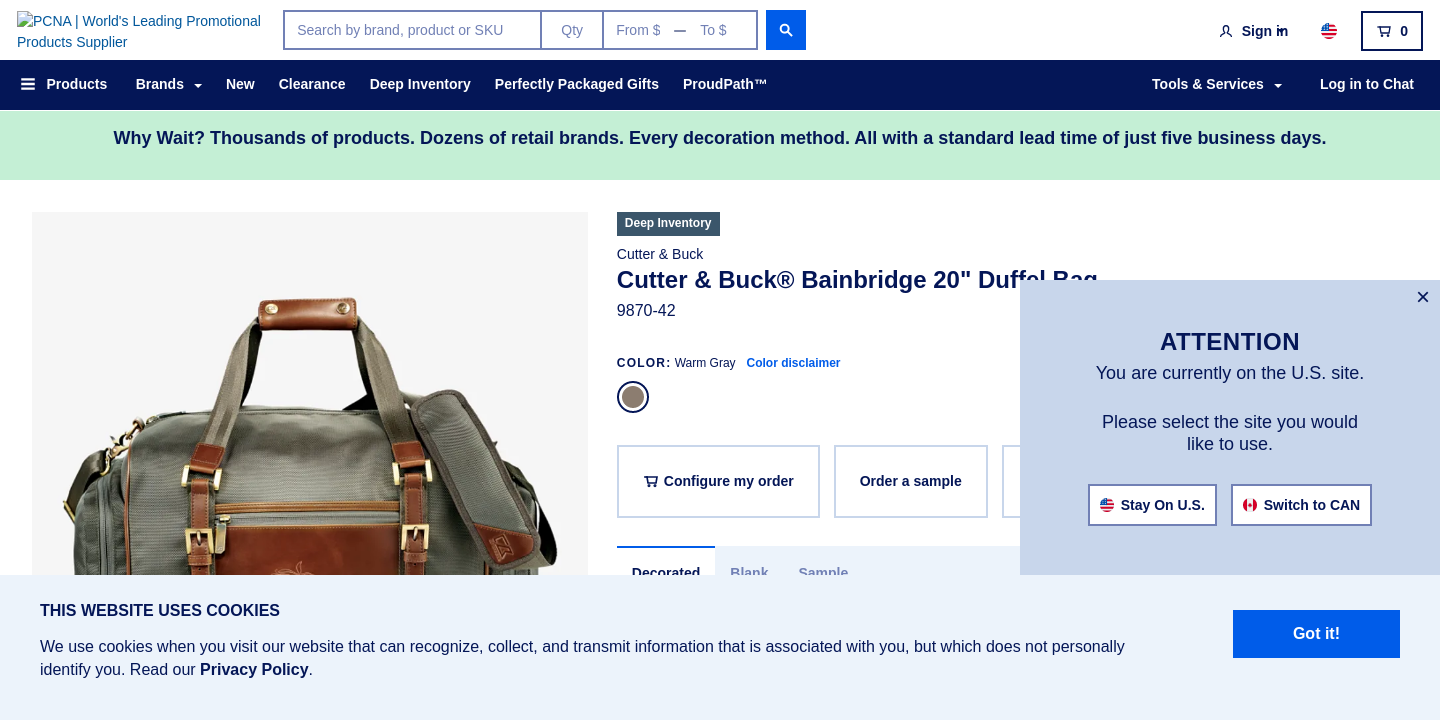 PCNA | World's Leading Promotional
Products Supplier
Search by brand, product or SKU
Qty
From $
To $
Sign in
0
Products
Brands
New
Clearance
Deep Inventory
Perfectly Packaged Gifts
ProudPath™
Tools & Services
Log in to Chat
Why Wait? Thousands of products. Dozens of retail brands. Every decoration method. All with a standard lead time of just five business days.
Deep Inventory
Cutter & Buck
Cutter & Buck® Bainbridge 20" Duffel Bag
9870-42
COLOR: Warm Gray Color disclaimer
Configure my order
Order a sample
Decorated
Blank
Sample
×
ATTENTION
You are currently on the U.S. site.
Please select the site you would
like to use.
Stay On U.S.
Switch to CAN
THIS WEBSITE USES COOKIES
We use cookies when you visit our website that can recognize, collect, and transmit information that is associated with you, but which does not personally
identify you. Read our Privacy Policy.
Got it!